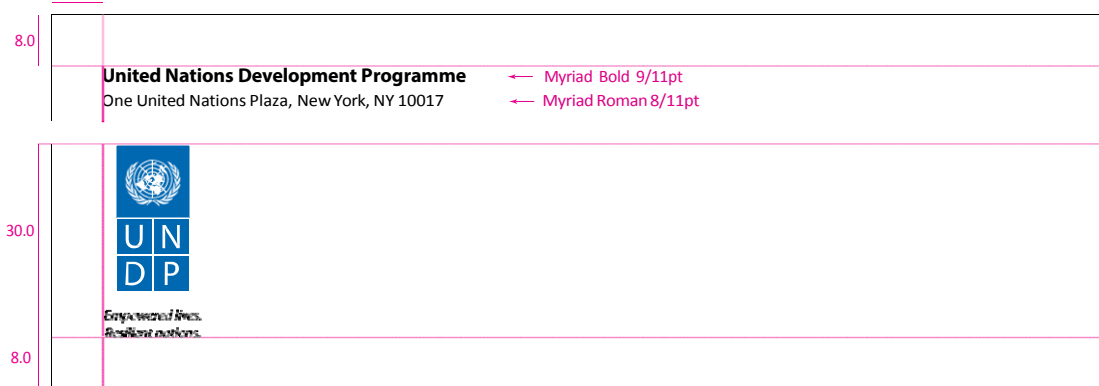 8.0
United Nations Development Programme Myriad Bold 9/11pt
One United Nations Plaza, New York, NY 10017 Myriad Roman 8/11pt
30.0
U N
D P
Empowered lives.
Resilient nations.
8.0